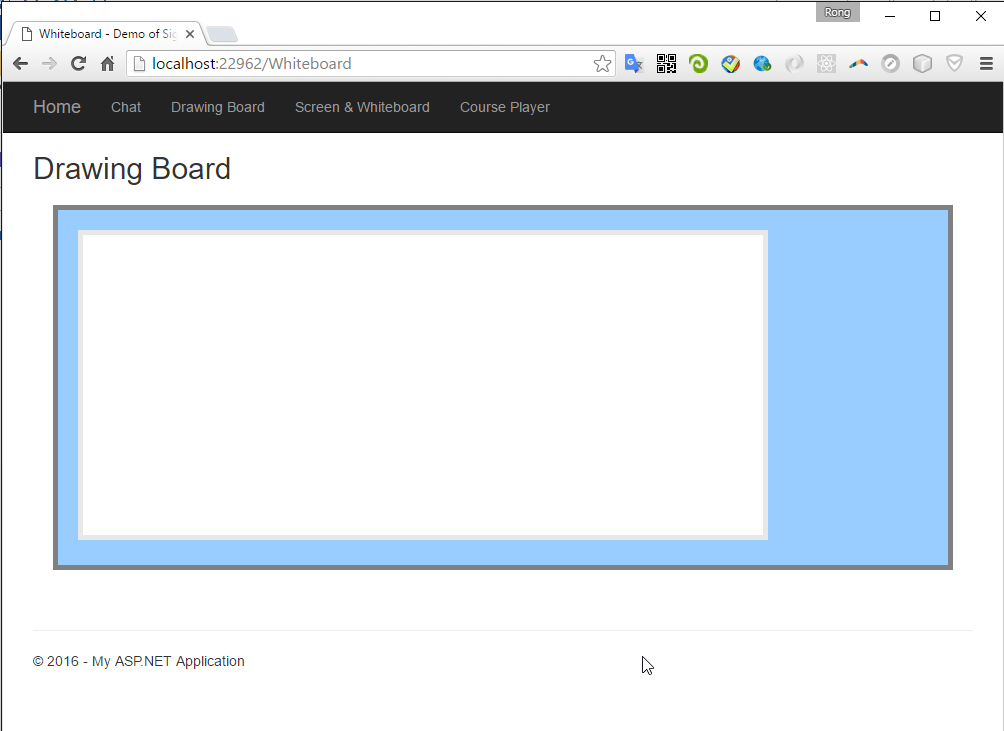 Rong
Whiteboard - Demo of Sig
localhost:22962/Whiteboard
Home Chat Drawing Board Screen & Whiteboard Course Player
Drawing Board
© 2016 - My ASP.NET Application